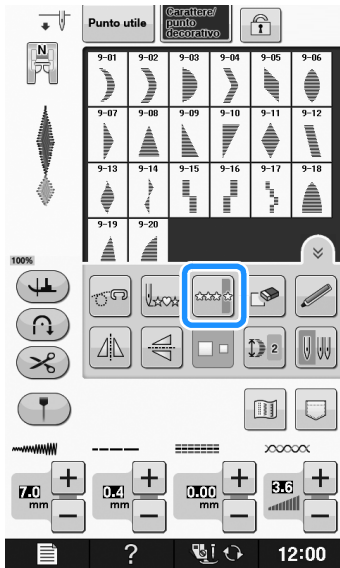 Punto utile
Carattere/
punto
decorativo
N
9-01 9-02 9-03 9-04 9-05 9-06
9-07 9-08 9-09 9-10 9-11 9-12
9-13 9-14 9-15 9-16 9-17 9-18
9-19 9-20
100%
2
7.0
mm
0.4
mm
0.00
mm
3.6
?
12:00